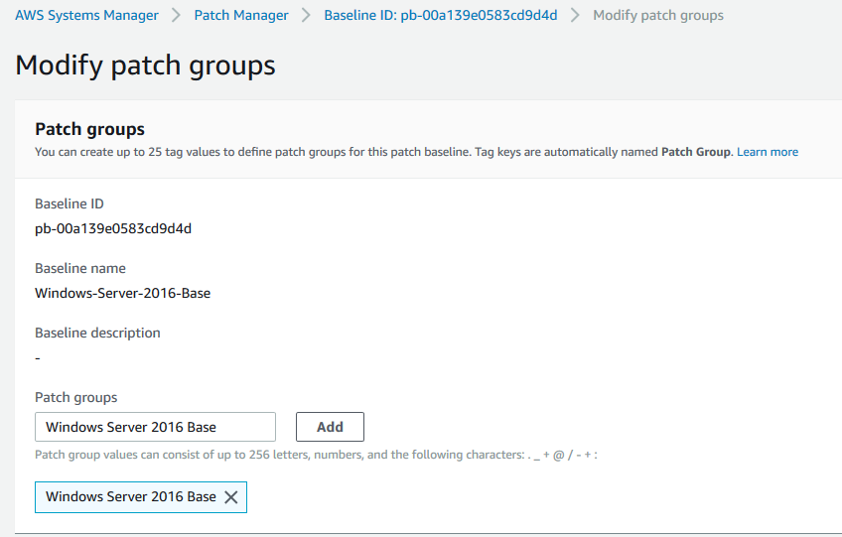 AWS Systems Manager > Patch Manager > Baseline ID: pb-00a139e0583cd9d4d > Modify patch groups
Modify patch groups
Patch groups
You can create up to 25 tag values to define patch groups for this patch baseline. Tag keys are automatically named Patch Group. Learn more
Baseline ID
pb-00a139e0583cd9d4d
Baseline name
Windows-Server-2016-Base
Baseline description
-
Patch groups
Windows Server 2016 Base Add
Patch group values can consist of up to 256 letters, numbers, and the following characters: . _ + @ / - + :
Windows Server 2016 Base